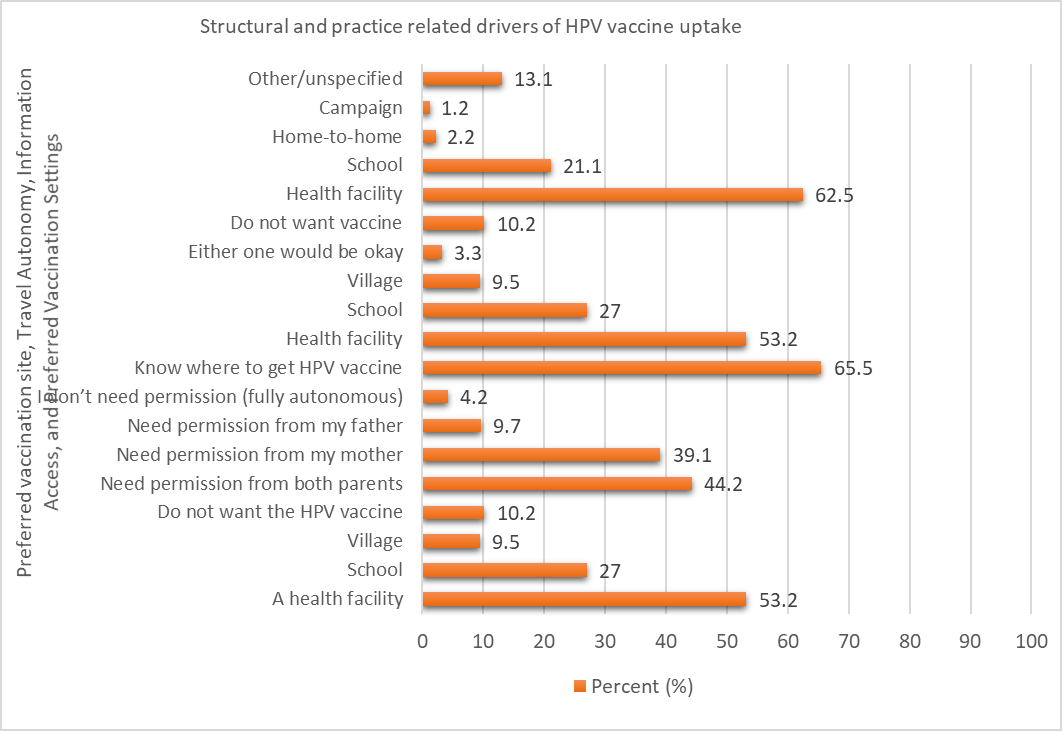 Structural and practice related drivers of HPV vaccine uptake
Preferred vaccination site, Travel Autonomy, Information
Access, and Preferred Vaccination Settings
Other/unspecified 13.1
Campaign 1.2
Home-to-home 2.2
School 21.1
Health facility 62.5
Do not want vaccine 10.2
Either one would be okay 3.3
Village 9.5
School 27
Health facility 53.2
Know where to get HPV vaccine 65.5
I don’t need permission (fully autonomous) 4.2
Need permission from my father 9.7
Need permission from my mother 39.1
Need permission from both parents 44.2
Do not want the HPV vaccine 10.2
Village 9.5
School 27
A health facility 53.2
0 10 20 30 40 50 60 70 80 90 100
Percent (%)